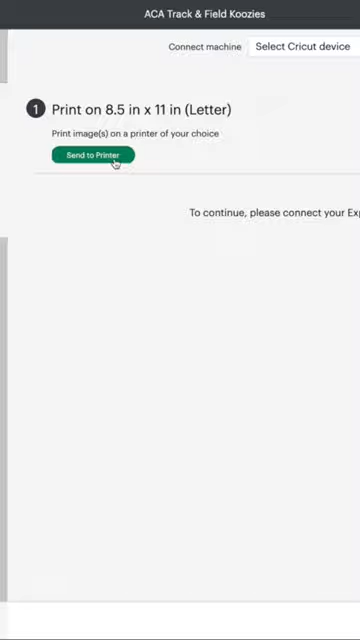 ACA Track & Field Koozies
Connect machine
Select Cricut device
1
Print on 8.5 in x 11 in (Letter)
Print image(s) on a printer of your choice
Send to Printer
To continue, please connect your Exp